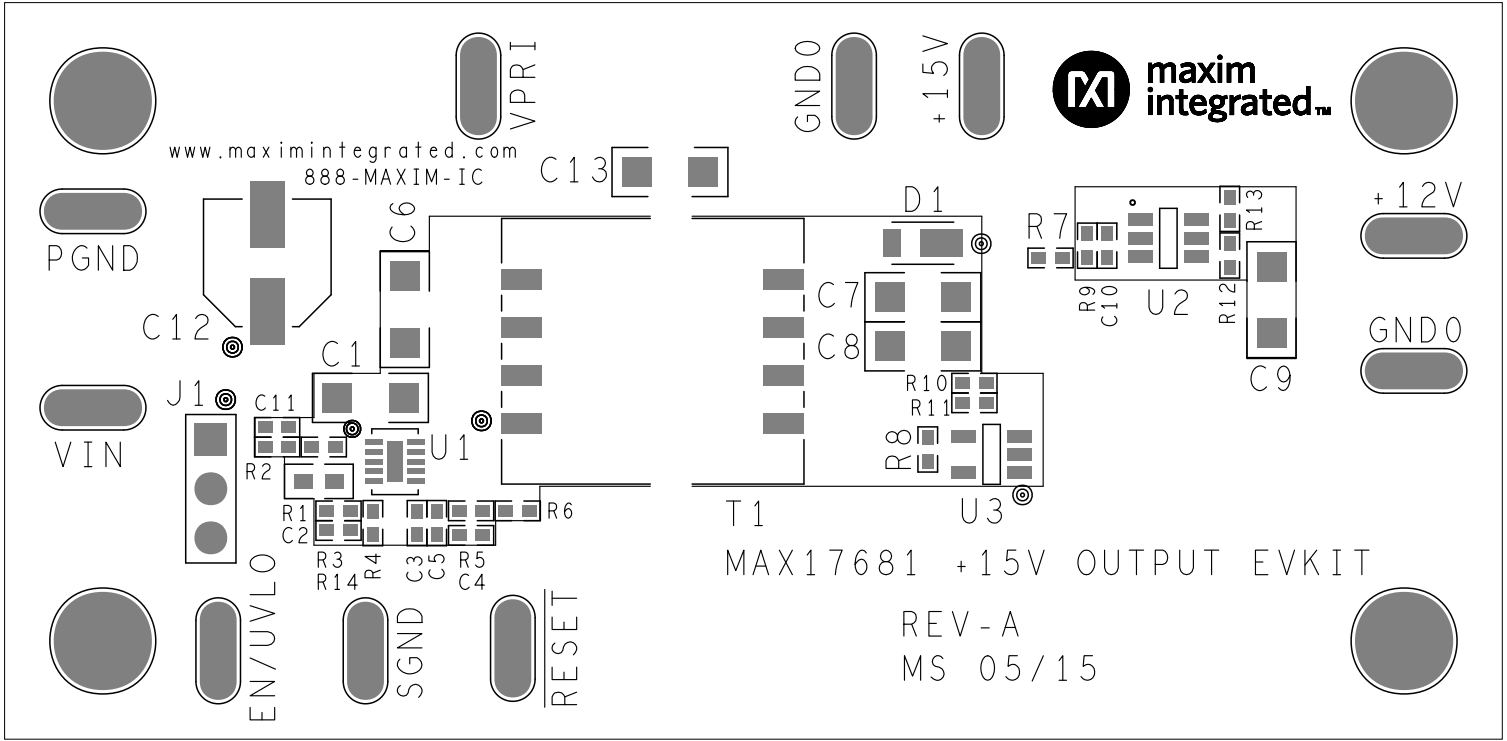 VPRI
GND0
+15V
maxim
integrated™
www.maximintegrated.com
888-MAXIM-IC
C13
PGND
C6
D1
R7
R13
+12V
C7
R9
C10
U2
R12
C12
C8
GND0
C1
J1
R10
C9
C11
R11
VIN
U1
R8
R2
R1
C2
R6
T1
U3
R3
R14
R4
C3
C5
R5
C4
MAX17681 +15V OUTPUT EVKIT
EN/UVLO
SGND
RESET
REV-A
MS 05/15